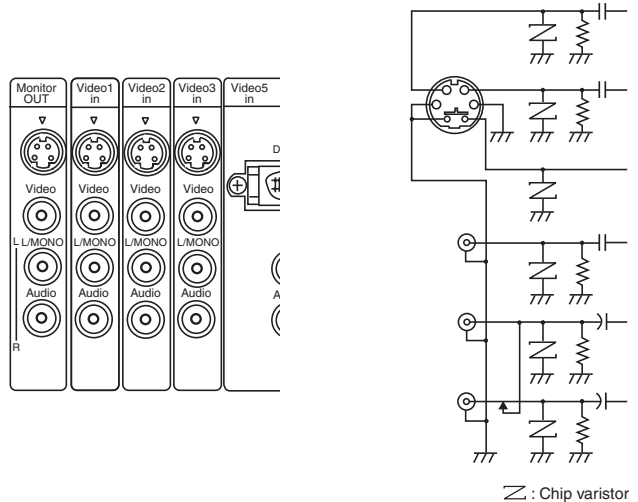 Monitor OUT
Video1 in
Video2 in
Video3 in
Video5 in
D
Video
Video
Video
Video
L L/MONO
L/MONO
L/MONO
L/MONO
Audio
Audio
Audio
Audio
A
R
: Chip varistor